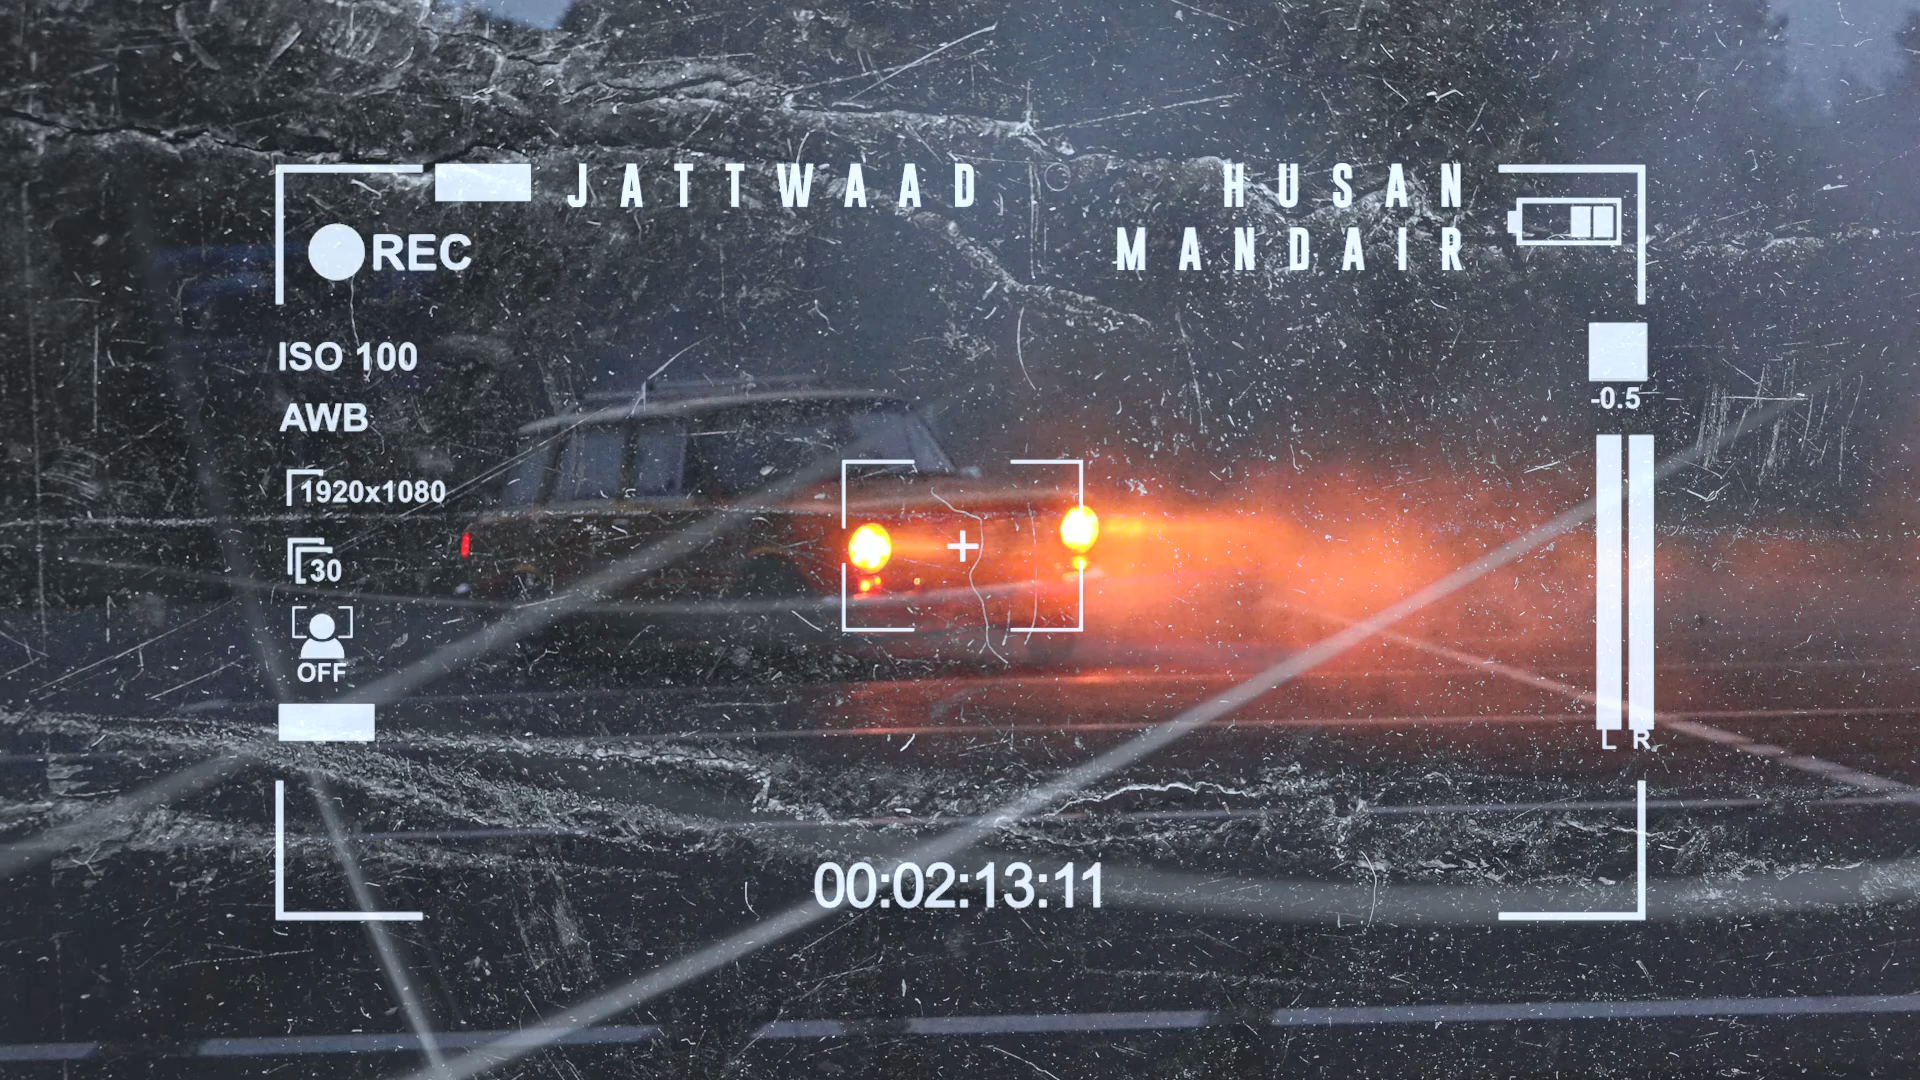 JATTWAAD
HUSAN
MANDAIR
REC
ISO 100
AWB
1920x1080
30
OFF
-0.5
L R
00:02:13:11